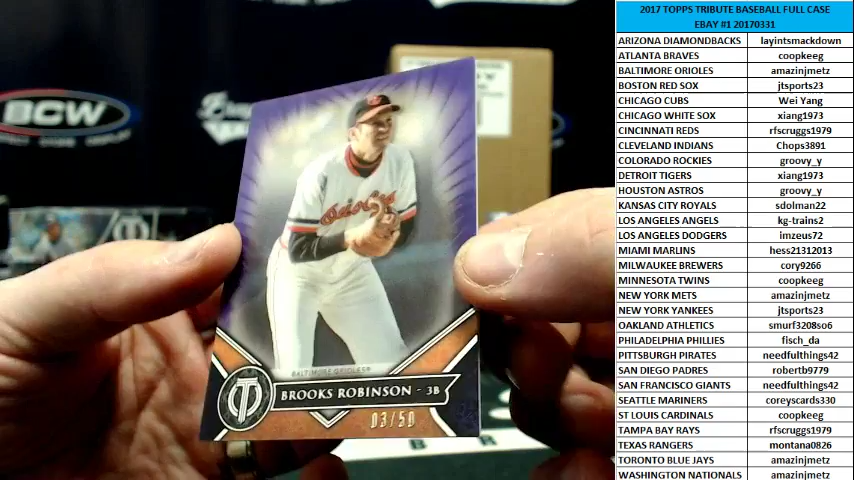 BCW
Orioles
BALTIMORE ORIOLES
BROOKS ROBINSON - 3B
03/50
2017 TOPPS TRIBUTE BASEBALL FULL CASE
EBAY #1 20170331
ARIZONA DIAMONDBACKS layintsmackdown
ATLANTA BRAVES coopkeeg
BALTIMORE ORIOLES amazinjmetz
BOSTON RED SOX jtsports23
CHICAGO CUBS Wei Yang
CHICAGO WHITE SOX xiang1973
CINCINNATI REDS rfscruggs1979
CLEVELAND INDIANS Chops3891
COLORADO ROCKIES groovy_y
DETROIT TIGERS xiang1973
HOUSTON ASTROS groovy_y
KANSAS CITY ROYALS sdolman22
LOS ANGELES ANGELS kg-trains2
LOS ANGELES DODGERS imzeus72
MIAMI MARLINS hess21312013
MILWAUKEE BREWERS cory9266
MINNESOTA TWINS coopkeeg
NEW YORK METS amazinjmetz
NEW YORK YANKEES jtsports23
OAKLAND ATHLETICS smurf3208so6
PHILADELPHIA PHILLIES fisch_da
PITTSBURGH PIRATES needfulthings42
SAN DIEGO PADRES robertb9779
SAN FRANCISCO GIANTS needfulthings42
SEATTLE MARINERS coreyscards330
ST LOUIS CARDINALS coopkeeg
TAMPA BAY RAYS rfscruggs1979
TEXAS RANGERS montana0826
TORONTO BLUE JAYS amazinjmetz
WASHINGTON NATIONALS amazinjmetz